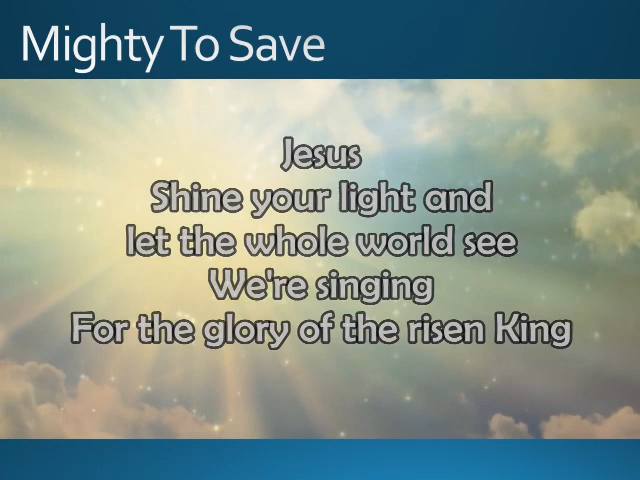 Mighty To Save
Jesus
Shine your light and
let the whole world see
We're singing
For the glory of the risen King